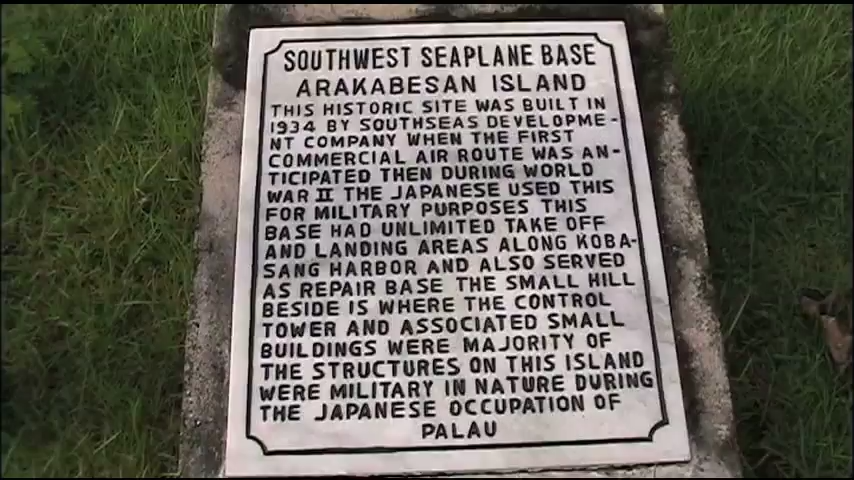 SOUTHWEST SEAPLANE BASE
ARAKABESAN ISLAND
THIS HISTORIC SITE WAS BUILT IN
1934 BY SOUTHSEAS DEVELOPME-
NT COMPANY WHEN THE FIRST
COMMERCIAL AIR ROUTE WAS AN-
TICIPATED THEN DURING WORLD
WAR II THE JAPANESE USED THIS
FOR MILITARY PURPOSES THIS
BASE HAD UNLIMITED TAKE OFF
AND LANDING AREAS ALONG KOBA-
SANG HARBOR AND ALSO SERVED
AS REPAIR BASE THE SMALL HILL
BESIDE IS WHERE THE CONTROL
TOWER AND ASSOCIATED SMALL
BUILDINGS WERE MAJORITY OF
THE STRUCTURES ON THIS ISLAND
WERE MILITARY IN NATURE DURING
THE JAPANESE OCCUPATION OF
PALAU